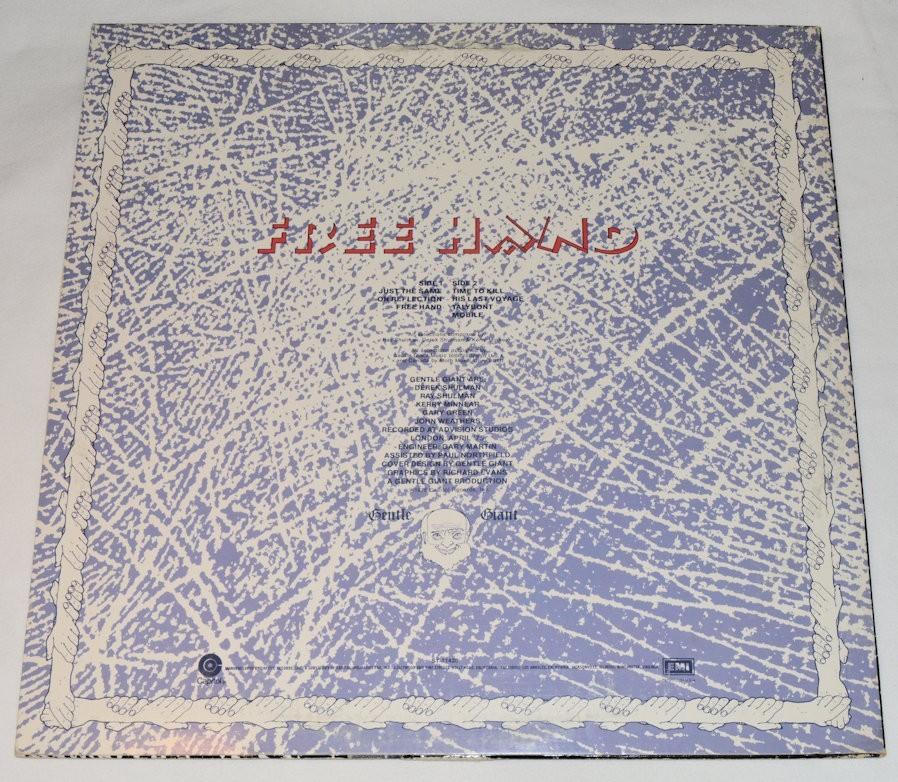 FREE HAND
SIDE 1 SIDE 2
JUST THE SAME TIME TO KILL
ON REFLECTION HIS LAST VOYAGE
FREE HAND TALYBONT
MOBILE
GENTLE GIANT ARE:
DEREK SHULMAN
RAY SHULMAN
KERRY MINNEAR
GARY GREEN
JOHN WEATHERS
RECORDED AT ADVISION STUDIOS
LONDON, APRIL '75
ENGINEER: GARY MARTIN
ASSISTED BY PAUL NORTHFIELD
COVER DESIGN BY GENTLE GIANT
GRAPHICS BY RICHARD EVANS
A GENTLE GIANT PRODUCTION
Gentle Giant
Capitol
EMI